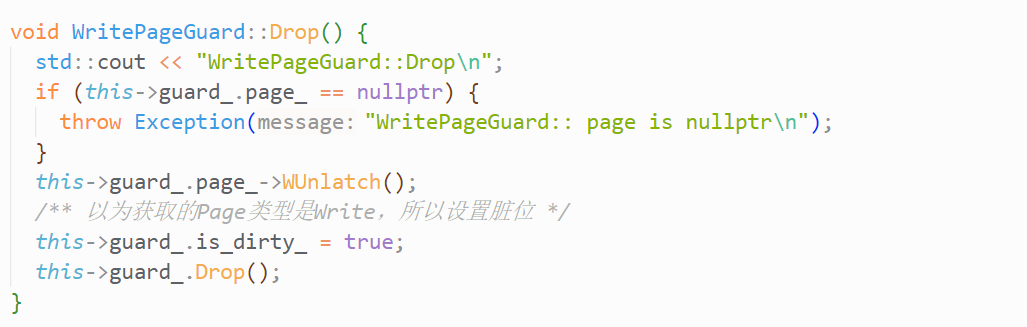 void WritePageGuard::Drop() {
  std::cout << "WritePageGuard::Drop\n";
  if (this->guard_.page_ == nullptr) {
    throw Exception(message: "WritePageGuard:: page is nullptr\n");
  }
  this->guard_.page_->WUnlatch();
  /** 以为获取的Page类型是Write，所以设置脏位 */
  this->guard_.is_dirty_ = true;
  this->guard_.Drop();
}